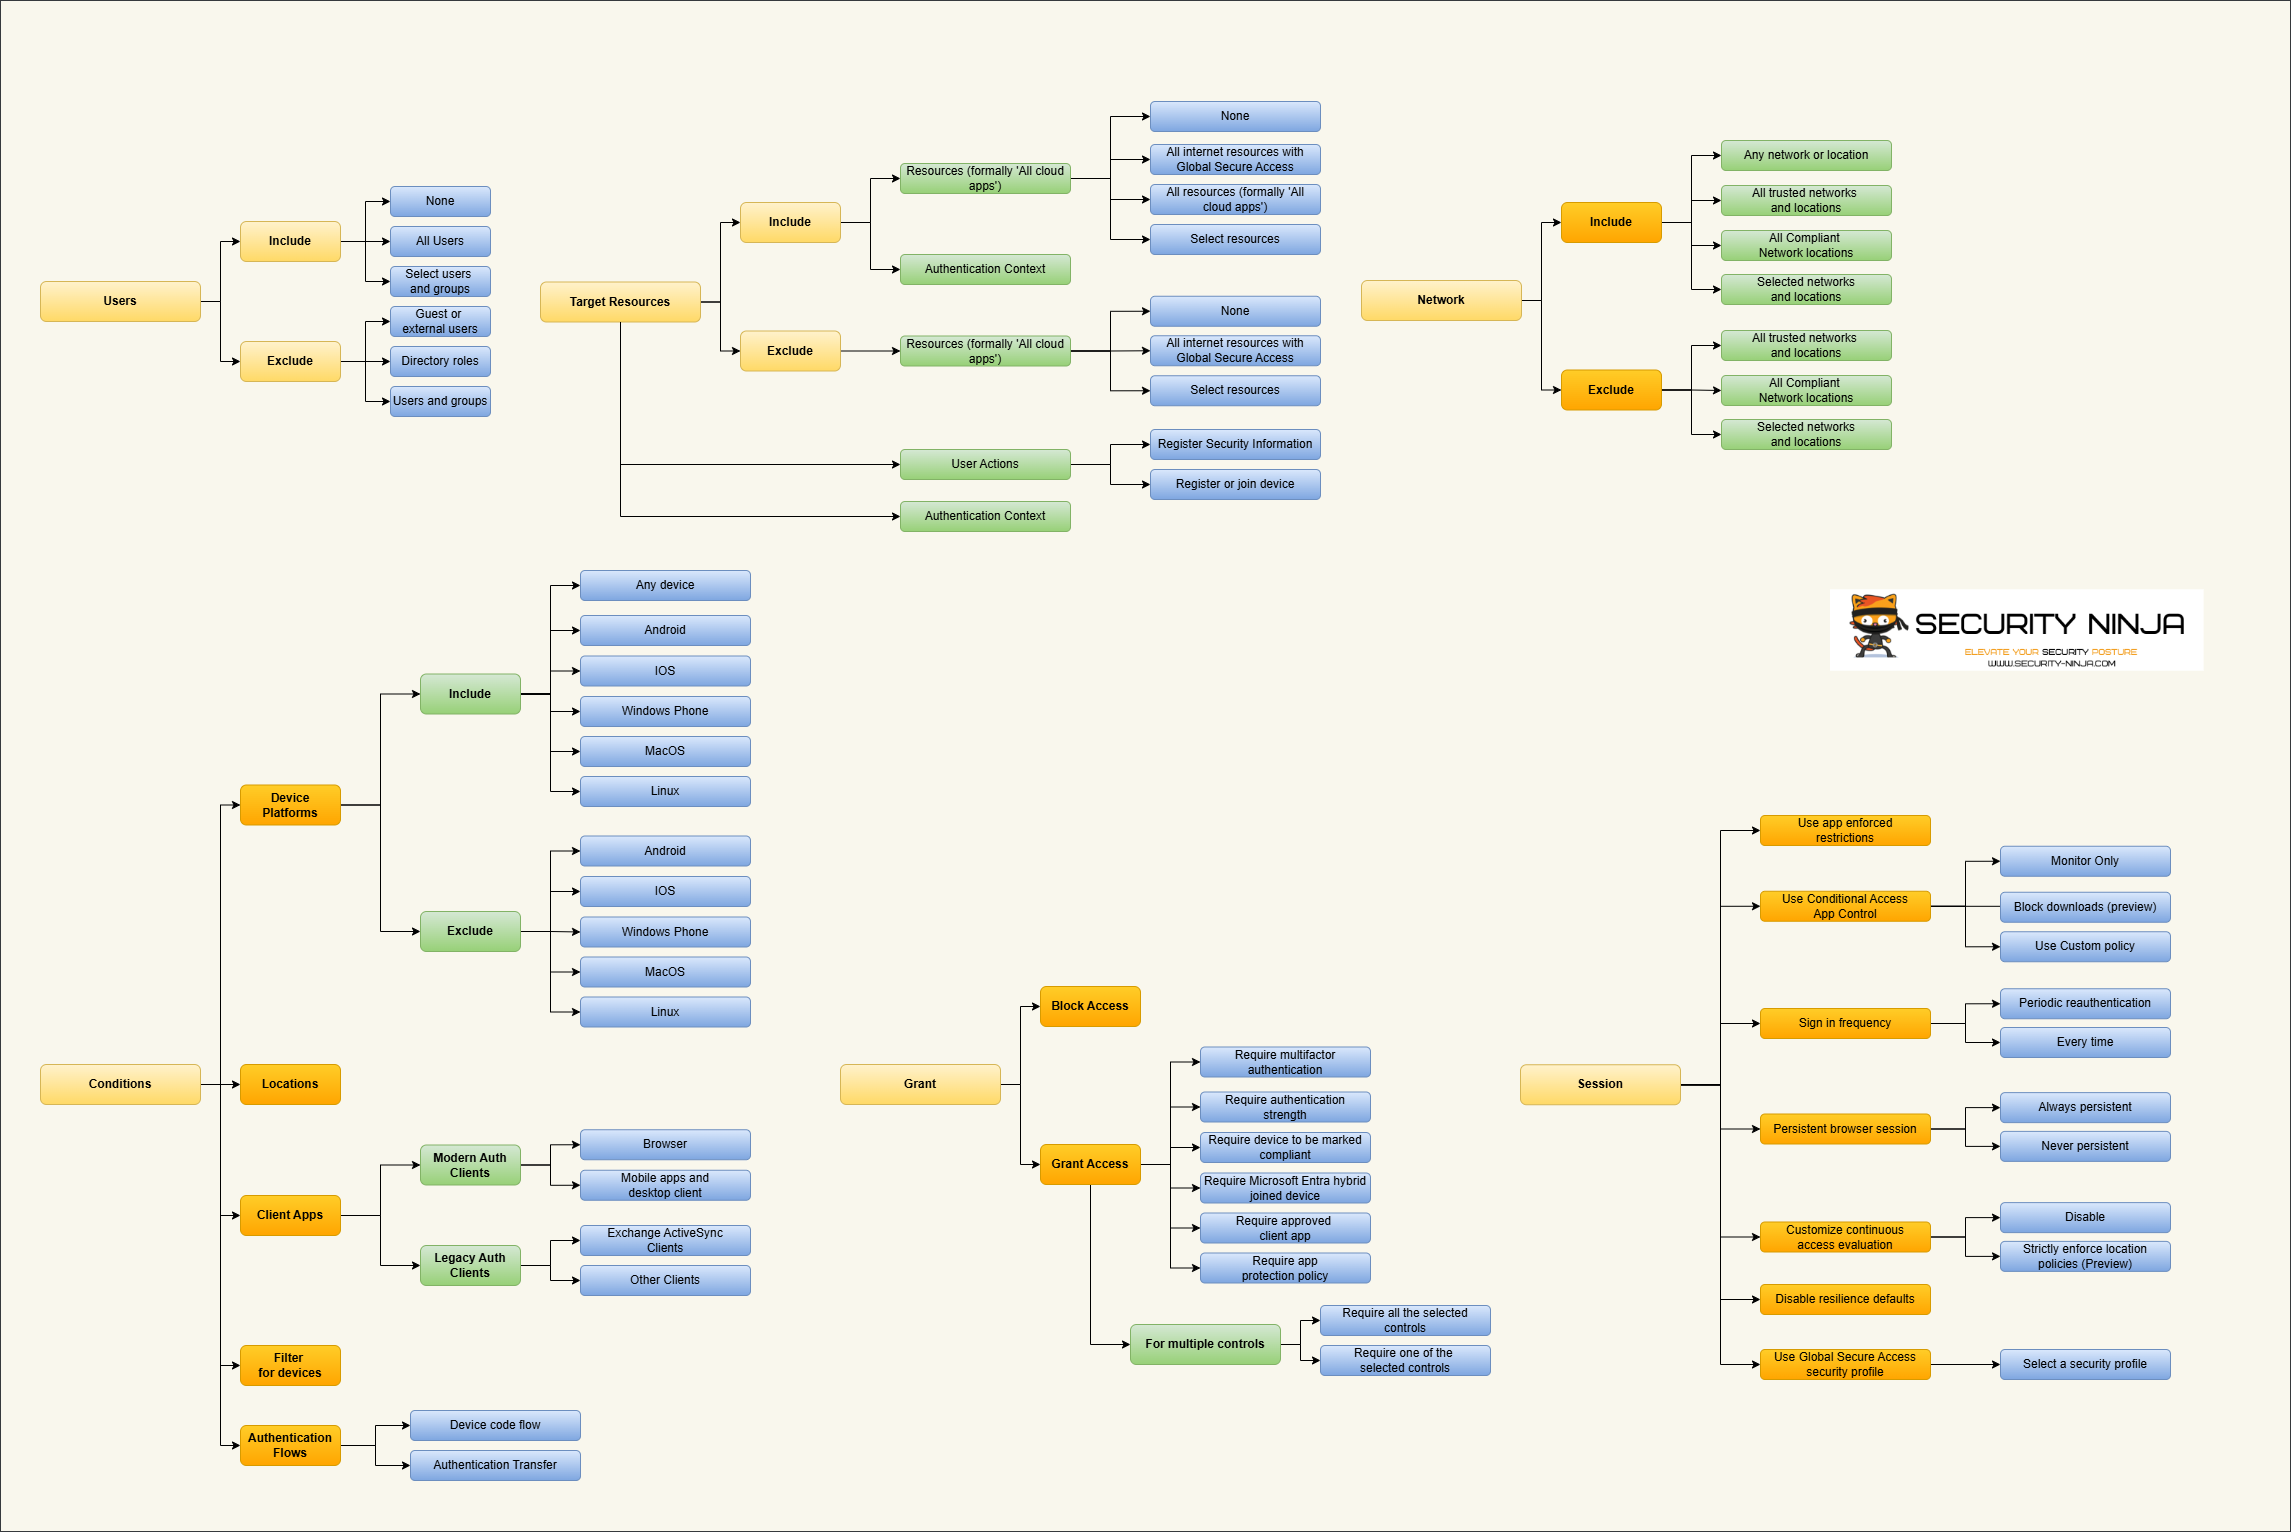 Users
Include
None
All Users
Select users
and groups
Exclude
Guest or
external users
Directory roles
Users and groups
Target Resources
Include
Resources (formally 'All cloud
apps')
None
All internet resources with
Global Secure Access
All resources (formally 'All
cloud apps')
Select resources
Authentication Context
Exclude
Resources (formally 'All cloud
apps')
None
All internet resources with
Global Secure Access
Select resources
User Actions
Register Security Information
Register or join device
Authentication Context
Network
Include
Any network or location
All trusted networks
and locations
All Compliant
Network locations
Selected networks
and locations
Exclude
All trusted networks
and locations
All Compliant
Network locations
Selected networks
and locations
SECURITY NINJA
ELEVATE YOUR SECURITY POSTURE
WWW.SECURITY-NINJA.COM
Conditions
Device
Platforms
Include
Any device
Android
IOS
Windows Phone
MacOS
Linux
Exclude
Android
IOS
Windows Phone
MacOS
Linux
Locations
Client Apps
Modern Auth
Clients
Browser
Mobile apps and
desktop client
Legacy Auth
Clients
Exchange ActiveSync
Clients
Other Clients
Filter
for devices
Authentication
Flows
Device code flow
Authentication Transfer
Grant
Block Access
Grant Access
Require multifactor
authentication
Require authentication
strength
Require device to be marked
compliant
Require Microsoft Entra hybrid
joined device
Require approved
client app
Require app
protection policy
For multiple controls
Require all the selected
controls
Require one of the
selected controls
Session
Use app enforced
restrictions
Use Conditional Access
App Control
Monitor Only
Block downloads (preview)
Use Custom policy
Sign in frequency
Periodic reauthentication
Every time
Persistent browser session
Always persistent
Never persistent
Customize continuous
access evaluation
Disable
Strictly enforce location
policies (Preview)
Disable resilience defaults
Use Global Secure Access
security profile
Select a security profile